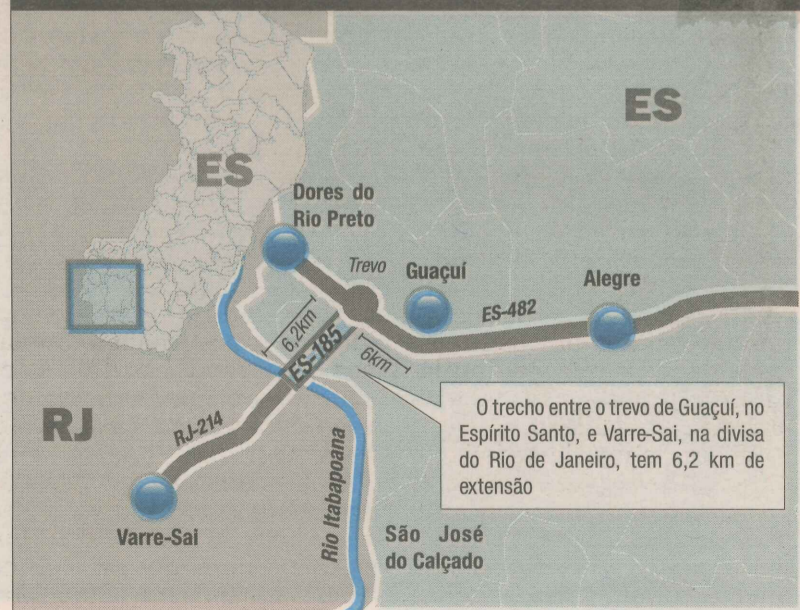 ES
ES
Dores do
Rio Preto
Trevo
Guaçuí
Alegre
ES-482
6,2km
ES-185
6km
RJ
RJ-214
O trecho entre o trevo de Guaçuí, no
Espírito Santo, e Varre-Sai, na divisa
do Rio de Janeiro, tem 6,2 km de
extensão
Rio Itabapoana
Varre-Sai
São José
do Calçado